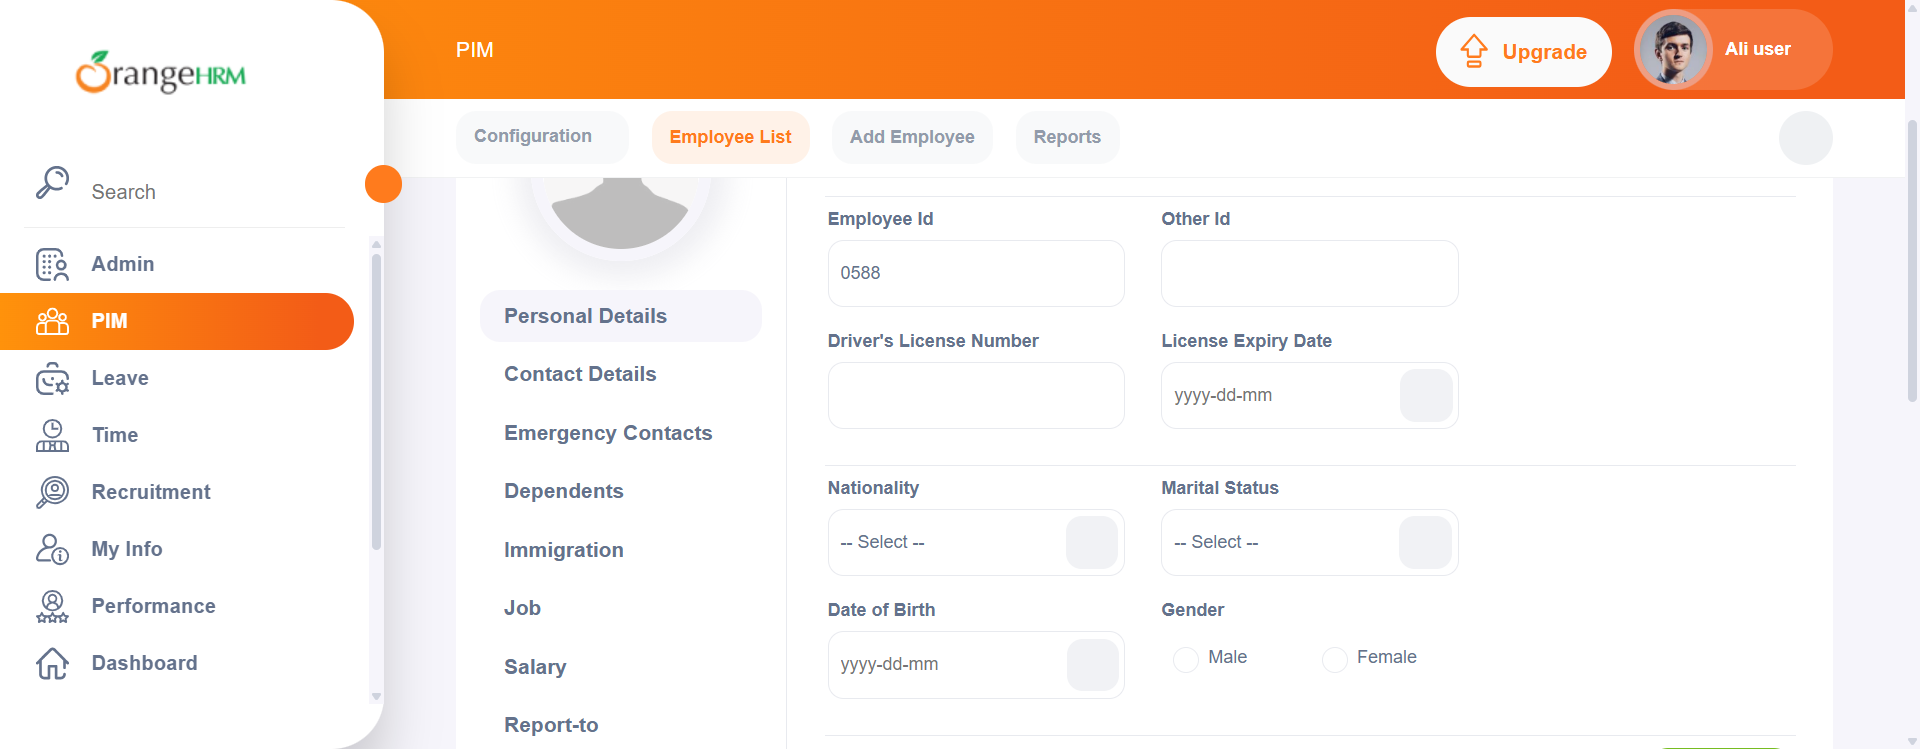 OrangeHRM
PIM
Upgrade
Ali user
Configuration
Employee List
Add Employee
Reports
Search
Admin
PIM
Leave
Time
Recruitment
My Info
Performance
Dashboard
Personal Details
Contact Details
Emergency Contacts
Dependents
Immigration
Job
Salary
Report-to
Employee Id
Other Id
0588
Driver's License Number
License Expiry Date
yyyy-dd-mm
Nationality
Marital Status
-- Select --
-- Select --
Date of Birth
Gender
yyyy-dd-mm
Male
Female